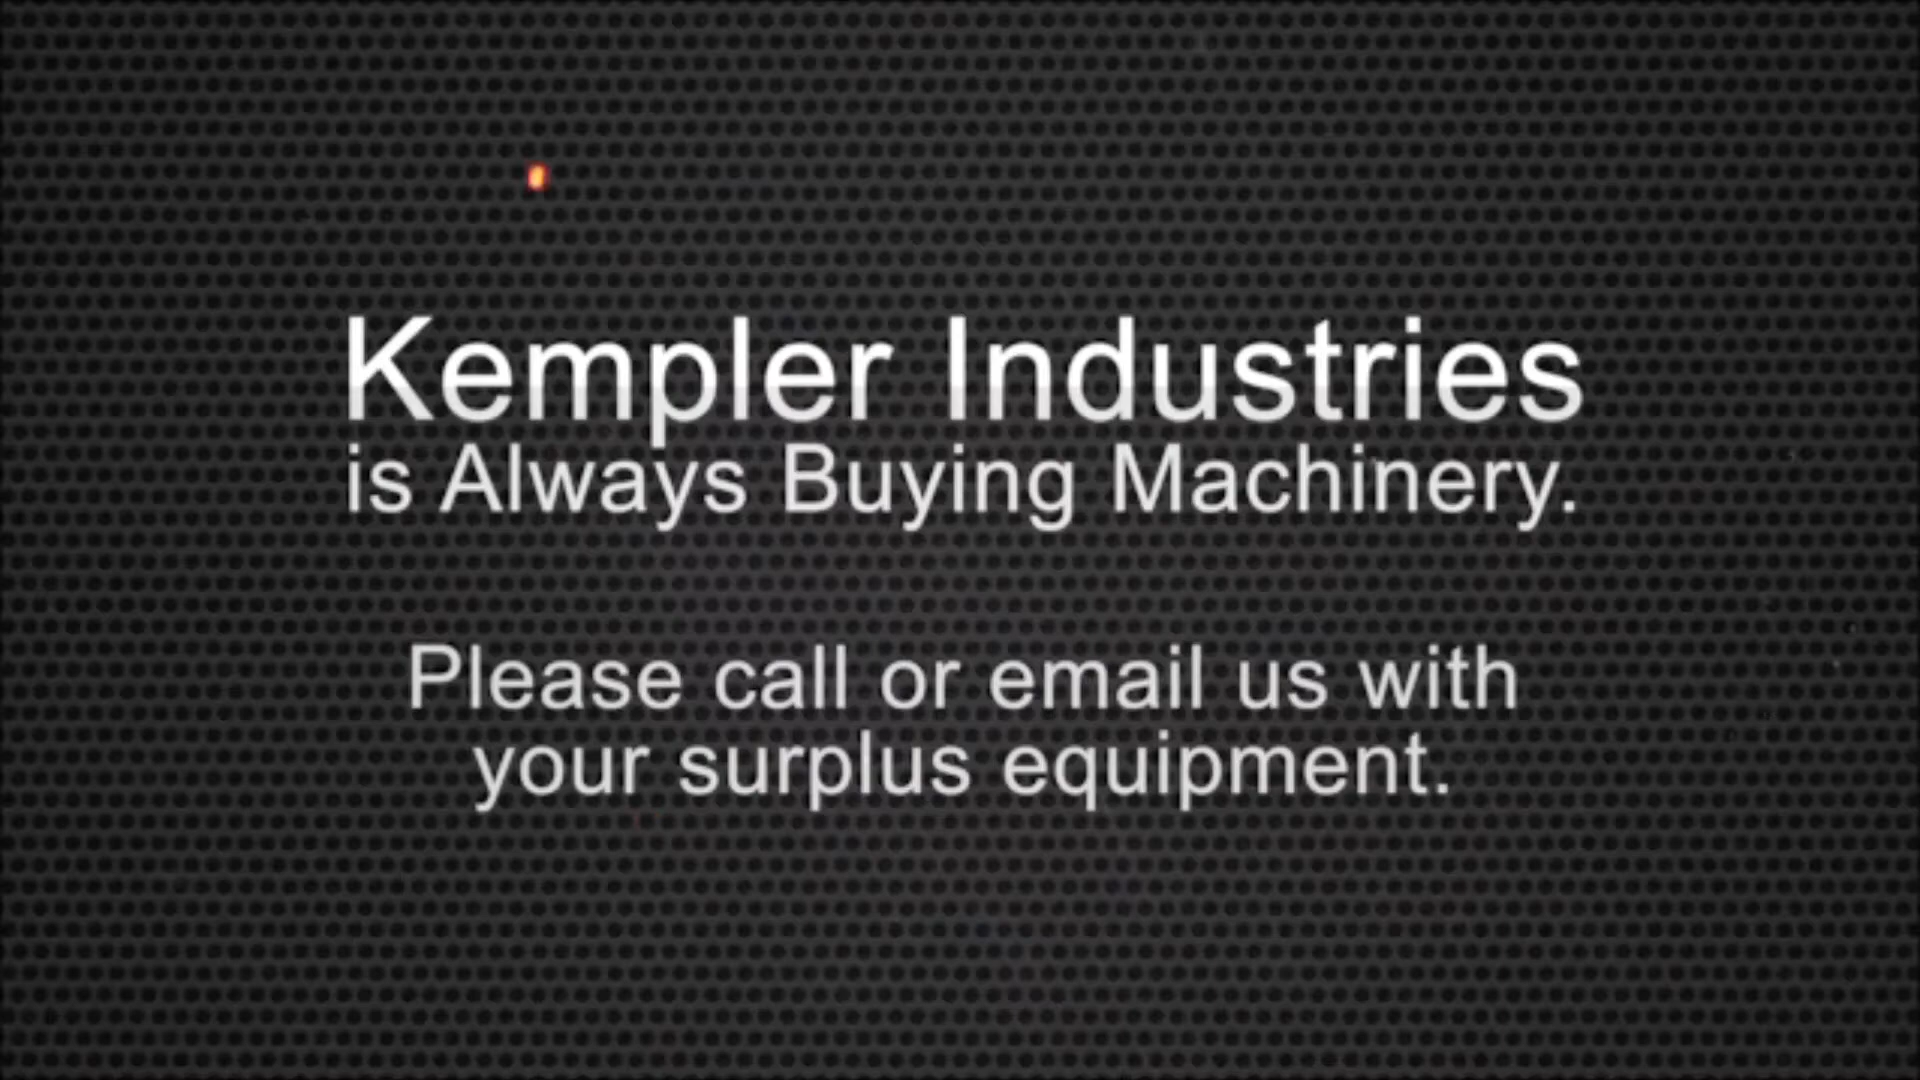 Kempler Industries
is Always Buying Machinery.
Please call or email us with
your surplus equipment.